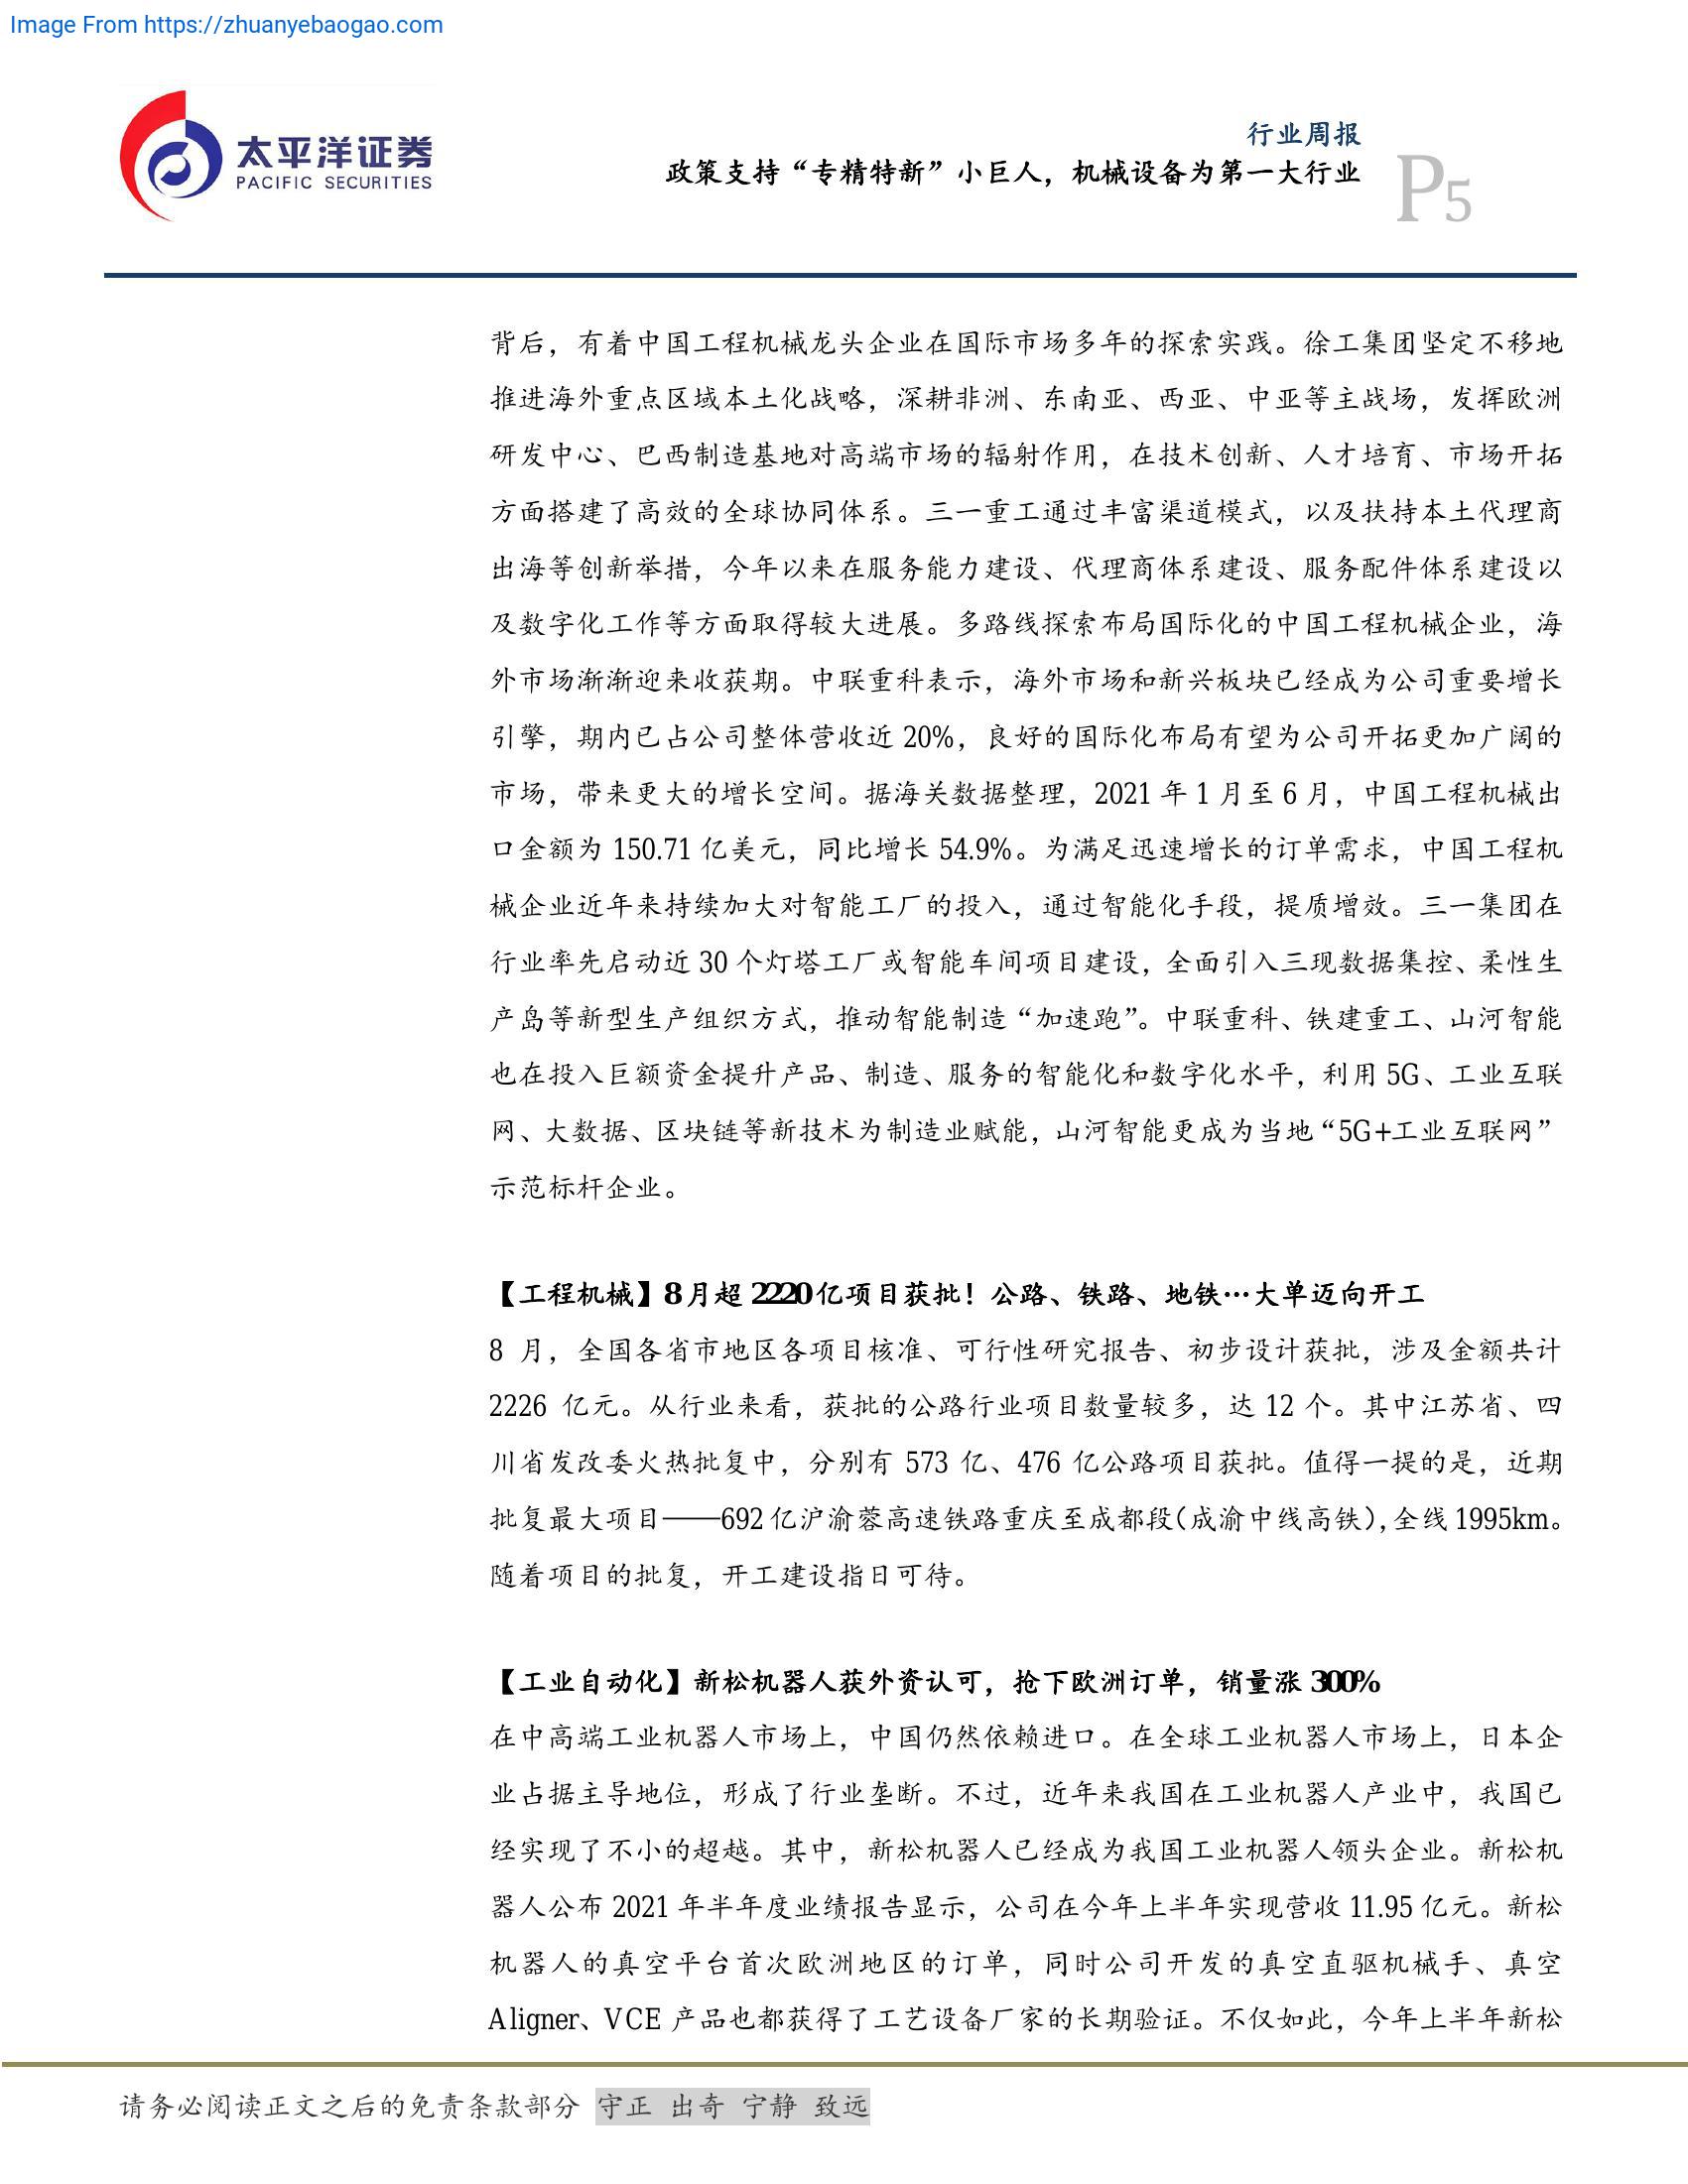 Image From https://zhuanyebaogao.com
太平洋证券
PACIFIC SECURITIES
行业周报
政策支持“专精特新”小巨人，机械设备为第一大行业
P5
背后，有着中国工程机械龙头企业在国际市场多年的探索实践。徐工集团坚定不移地
推进海外重点区域本土化战略，深耕非洲、东南亚、西亚、中亚等主战场，发挥欧洲
研发中心、巴西制造基地对高端市场的辐射作用，在技术创新、人才培育、市场开拓
方面搭建了高效的全球协同体系。三一重工通过丰富渠道模式，以及扶持本土代理商
出海等创新举措，今年以来在服务能力建设、代理商体系建设、服务配件体系建设以
及数字化工作等方面取得较大进展。多路线探索布局国际化的中国工程机械企业，海
外市场渐渐迎来收获期。中联重科表示，海外市场和新兴板块已经成为公司重要增长
引擎，期内已占公司整体营收近 20%，良好的国际化布局有望为公司开拓更加广阔的
市场，带来更大的增长空间。据海关数据整理，2021 年 1 月至 6 月，中国工程机械出
口金额为 150.71 亿美元，同比增长 54.9%。为满足迅速增长的订单需求，中国工程机
械企业近年来持续加大对智能工厂的投入，通过智能化手段，提质增效。三一集团在
行业率先启动近 30 个灯塔工厂或智能车间项目建设，全面引入三现数据集控、柔性生
产岛等新型生产组织方式，推动智能制造“加速跑”。中联重科、铁建重工、山河智能
也在投入巨额资金提升产品、制造、服务的智能化和数字化水平，利用 5G、工业互联
网、大数据、区块链等新技术为制造业赋能，山河智能更成为当地“5G+工业互联网”
示范标杆企业。
【工程机械】8 月超 2220 亿项目获批！公路、铁路、地铁…大单迈向开工
8 月，全国各省市地区各项目核准、可行性研究报告、初步设计获批，涉及金额共计
2226 亿元。从行业来看，获批的公路行业项目数量较多，达 12 个。其中江苏省、四
川省发改委火热批复中，分别有 573 亿、476 亿公路项目获批。值得一提的是，近期
批复最大项目——692 亿沪渝蓉高速铁路重庆至成都段（成渝中线高铁），全线 1995km。
随着项目的批复，开工建设指日可待。
【工业自动化】新松机器人获外资认可，抢下欧洲订单，销量涨 300%
在中高端工业机器人市场上，中国仍然依赖进口。在全球工业机器人市场上，日本企
业占据主导地位，形成了行业垄断。不过，近年来我国在工业机器人产业中，我国已
经实现了不小的超越。其中，新松机器人已经成为我国工业机器人领头企业。新松机
器人公布 2021 年半年度业绩报告显示，公司在今年上半年实现营收 11.95 亿元。新松
机器人的真空平台首次欧洲地区的订单，同时公司开发的真空直驱机械手、真空
Aligner、VCE 产品也都获得了工艺设备厂家的长期验证。不仅如此，今年上半年新松
请务必阅读正文之后的免责条款部分 守正 出奇 宁静 致远